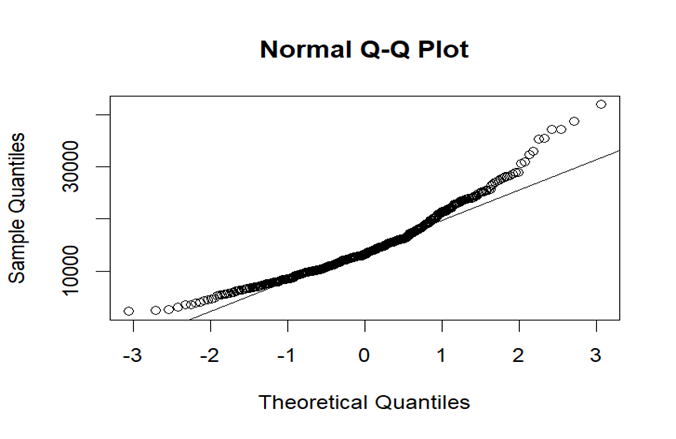 Normal Q-Q Plot
Sample Quantiles
30000
10000
-3 -2 -1 0 1 2 3
Theoretical Quantiles